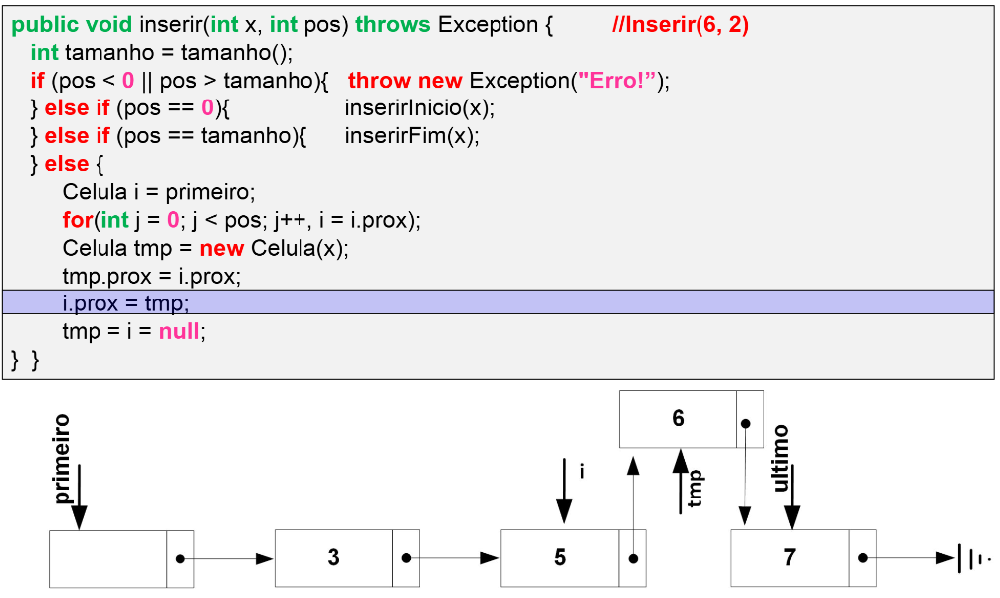 public void inserir(int x, int pos) throws Exception { //Inserir(6, 2)
int tamanho = tamanho();
if (pos < 0 || pos > tamanho){ throw new Exception("Erro!”);
} else if (pos == 0){ inserirInicio(x);
} else if (pos == tamanho){ inserirFim(x);
} else {
Celula i = primeiro;
for(int j = 0; j < pos; j++, i = i.prox);
Celula tmp = new Celula(x);
tmp.prox = i.prox;
i.prox = tmp;
tmp = i = null;
} }
primeiro
i
6
tmp
ultimo
3
5
7